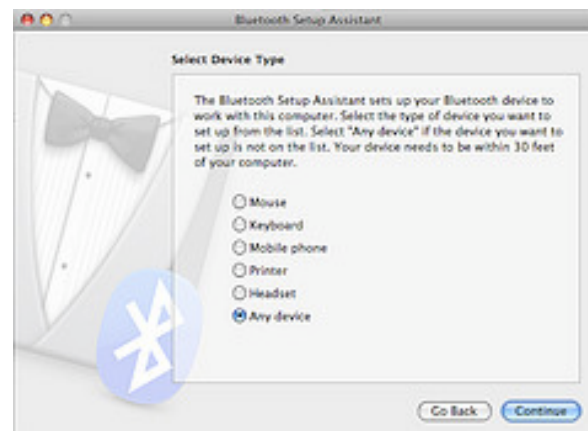 Bluetooth Setup Assistant
Select Device Type
The Bluetooth Setup Assistant sets up your Bluetooth device to
work with this computer. Select the type of device you want to
set up from the list. Select "Any device" if the device you want to
set up is not on the list. Your device needs to be within 30 feet
of your computer.
Mouse
Keyboard
Mobile phone
Printer
Headset
Any device
Go Back
Continue